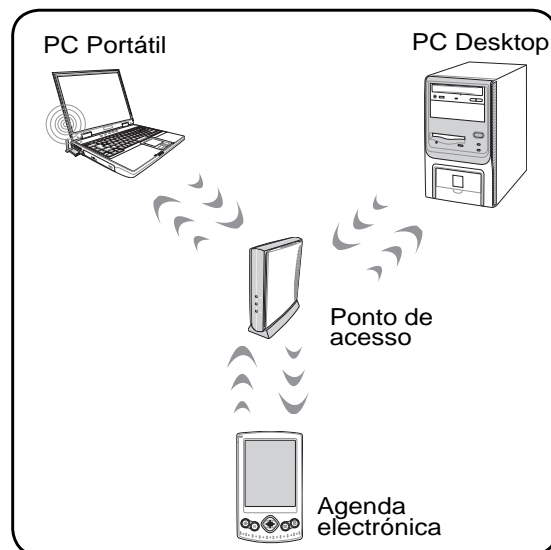 PC Portátil
PC Desktop
Ponto de
acesso
Agenda
electrónica